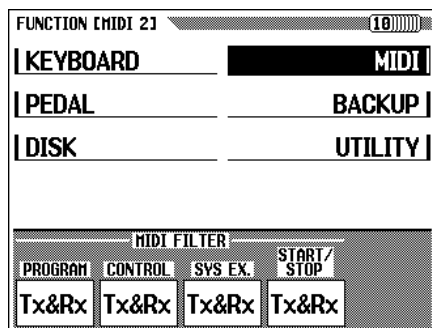 FUNCTION [MIDI 2] 10
KEYBOARD MIDI
PEDAL BACKUP
DISK UTILITY
MIDI FILTER
PROGRAM CONTROL SYS EX. START/
STOP
Tx&Rx Tx&Rx Tx&Rx Tx&Rx